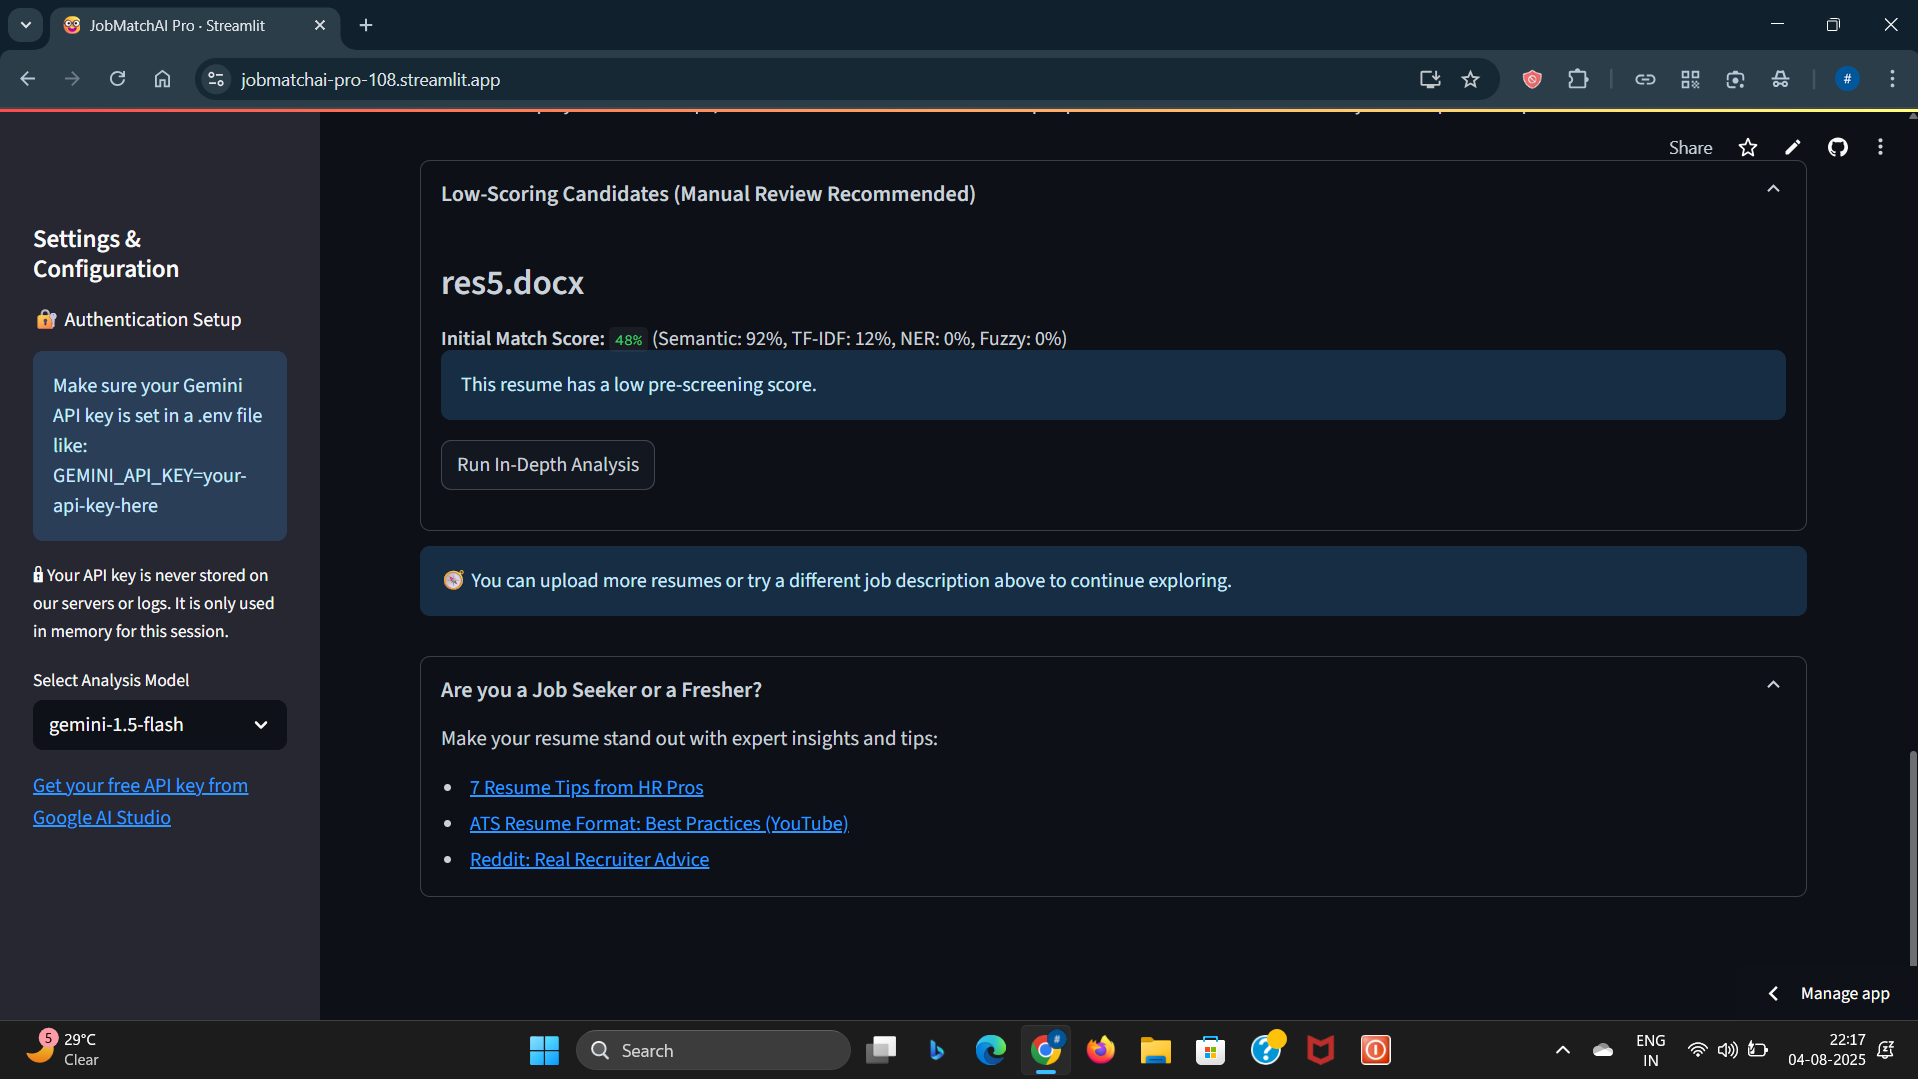 JobMatchAI Pro · Streamlit
jobmatchai-pro-108.streamlit.app
#
Share
Settings &
Configuration
Authentication Setup
Make sure your Gemini
API key is set in a .env file
like:
GEMINI_API_KEY=your-
api-key-here
Your API key is never stored on
our servers or logs. It is only used
in memory for this session.
Select Analysis Model
gemini-1.5-flash
Get your free API key from
Google AI Studio
Low-Scoring Candidates (Manual Review Recommended)
res5.docx
Initial Match Score: 48% (Semantic: 92%, TF-IDF: 12%, NER: 0%, Fuzzy: 0%)
This resume has a low pre-screening score.
Run In-Depth Analysis
You can upload more resumes or try a different job description above to continue exploring.
Are you a Job Seeker or a Fresher?
Make your resume stand out with expert insights and tips:
7 Resume Tips from HR Pros
ATS Resume Format: Best Practices (YouTube)
Reddit: Real Recruiter Advice
Manage app
5
29°C
Clear
Search
#
ENG
IN
22:17
04-08-2025